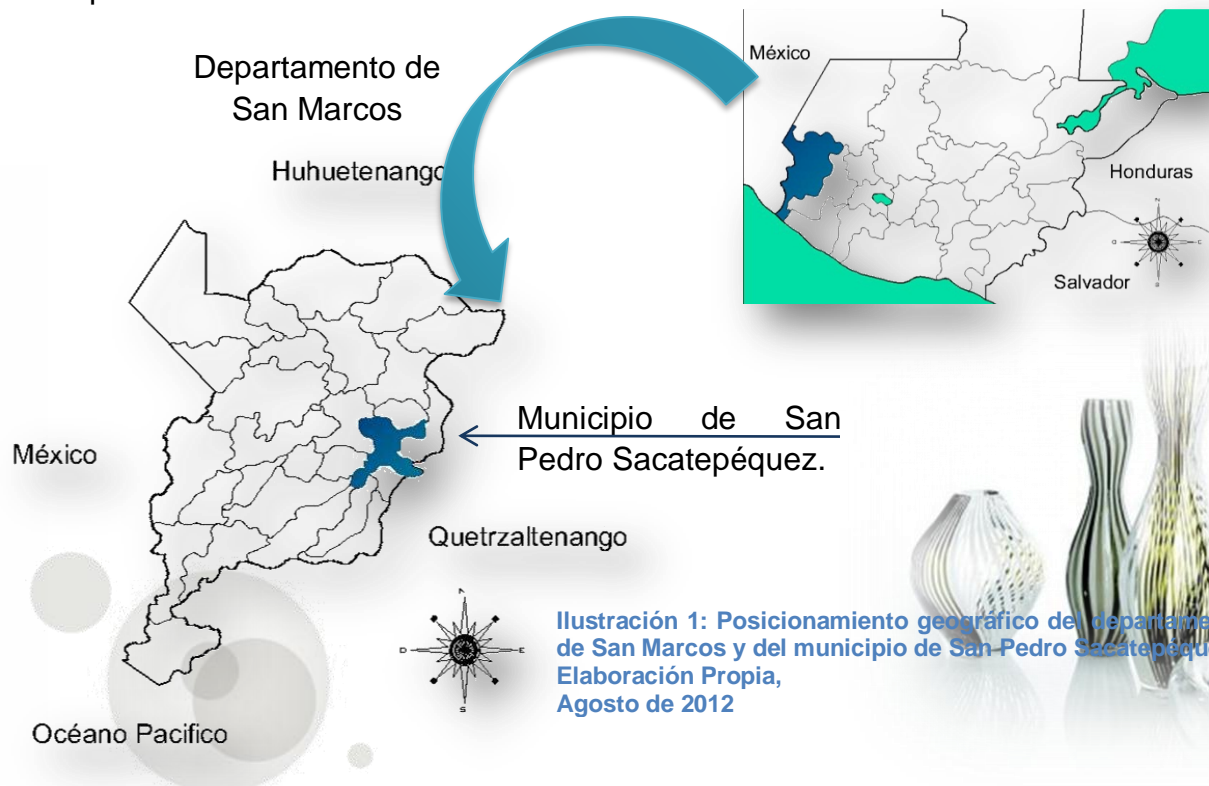 Departamento de
San Marcos
Huhuetenango
México
Honduras
Salvador
México
Municipio de San
Pedro Sacatepéquez.
Quetrzaltenango
Océano Pacifico
Ilustración 1: Posicionamiento geográfico del
de San Marcos y del municipio de San Pedro
Elaboración Propia,
Agosto de 2012